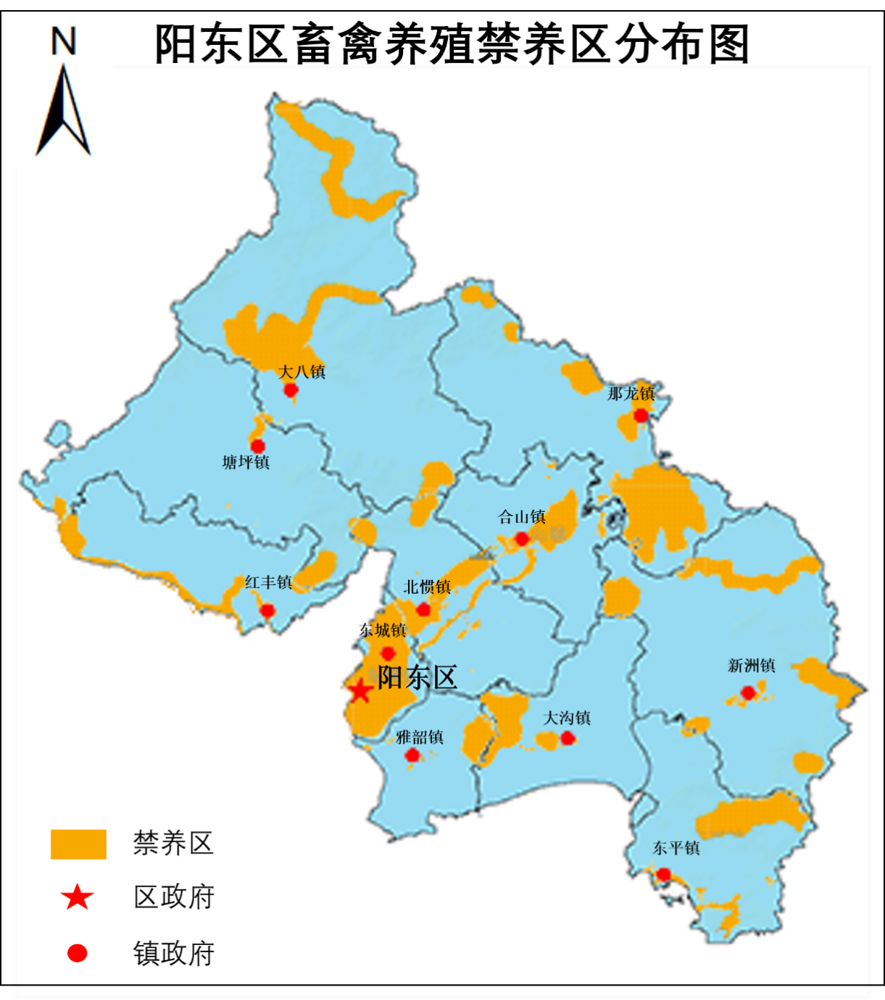 阳东区畜禽养殖禁养区分布图
N
大八镇
那龙镇
塘坪镇
合山镇
红丰镇
北惯镇
东城镇
新洲镇
阳东区
大沟镇
雅韶镇
东平镇
禁养区
区政府
镇政府